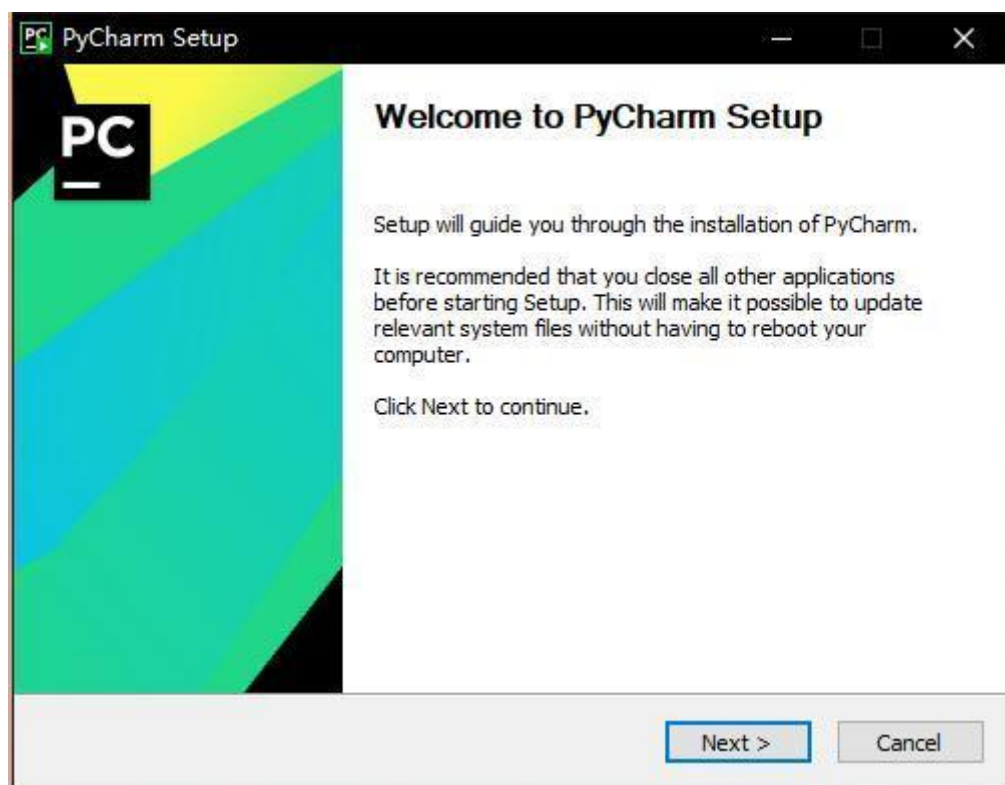 PC PyCharm Setup
PC
Welcome to PyCharm Setup
Setup will guide you through the installation of PyCharm.
It is recommended that you close all other applications
before starting Setup. This will make it possible to update
relevant system files without having to reboot your
computer.
Click Next to continue.
Next >
Cancel